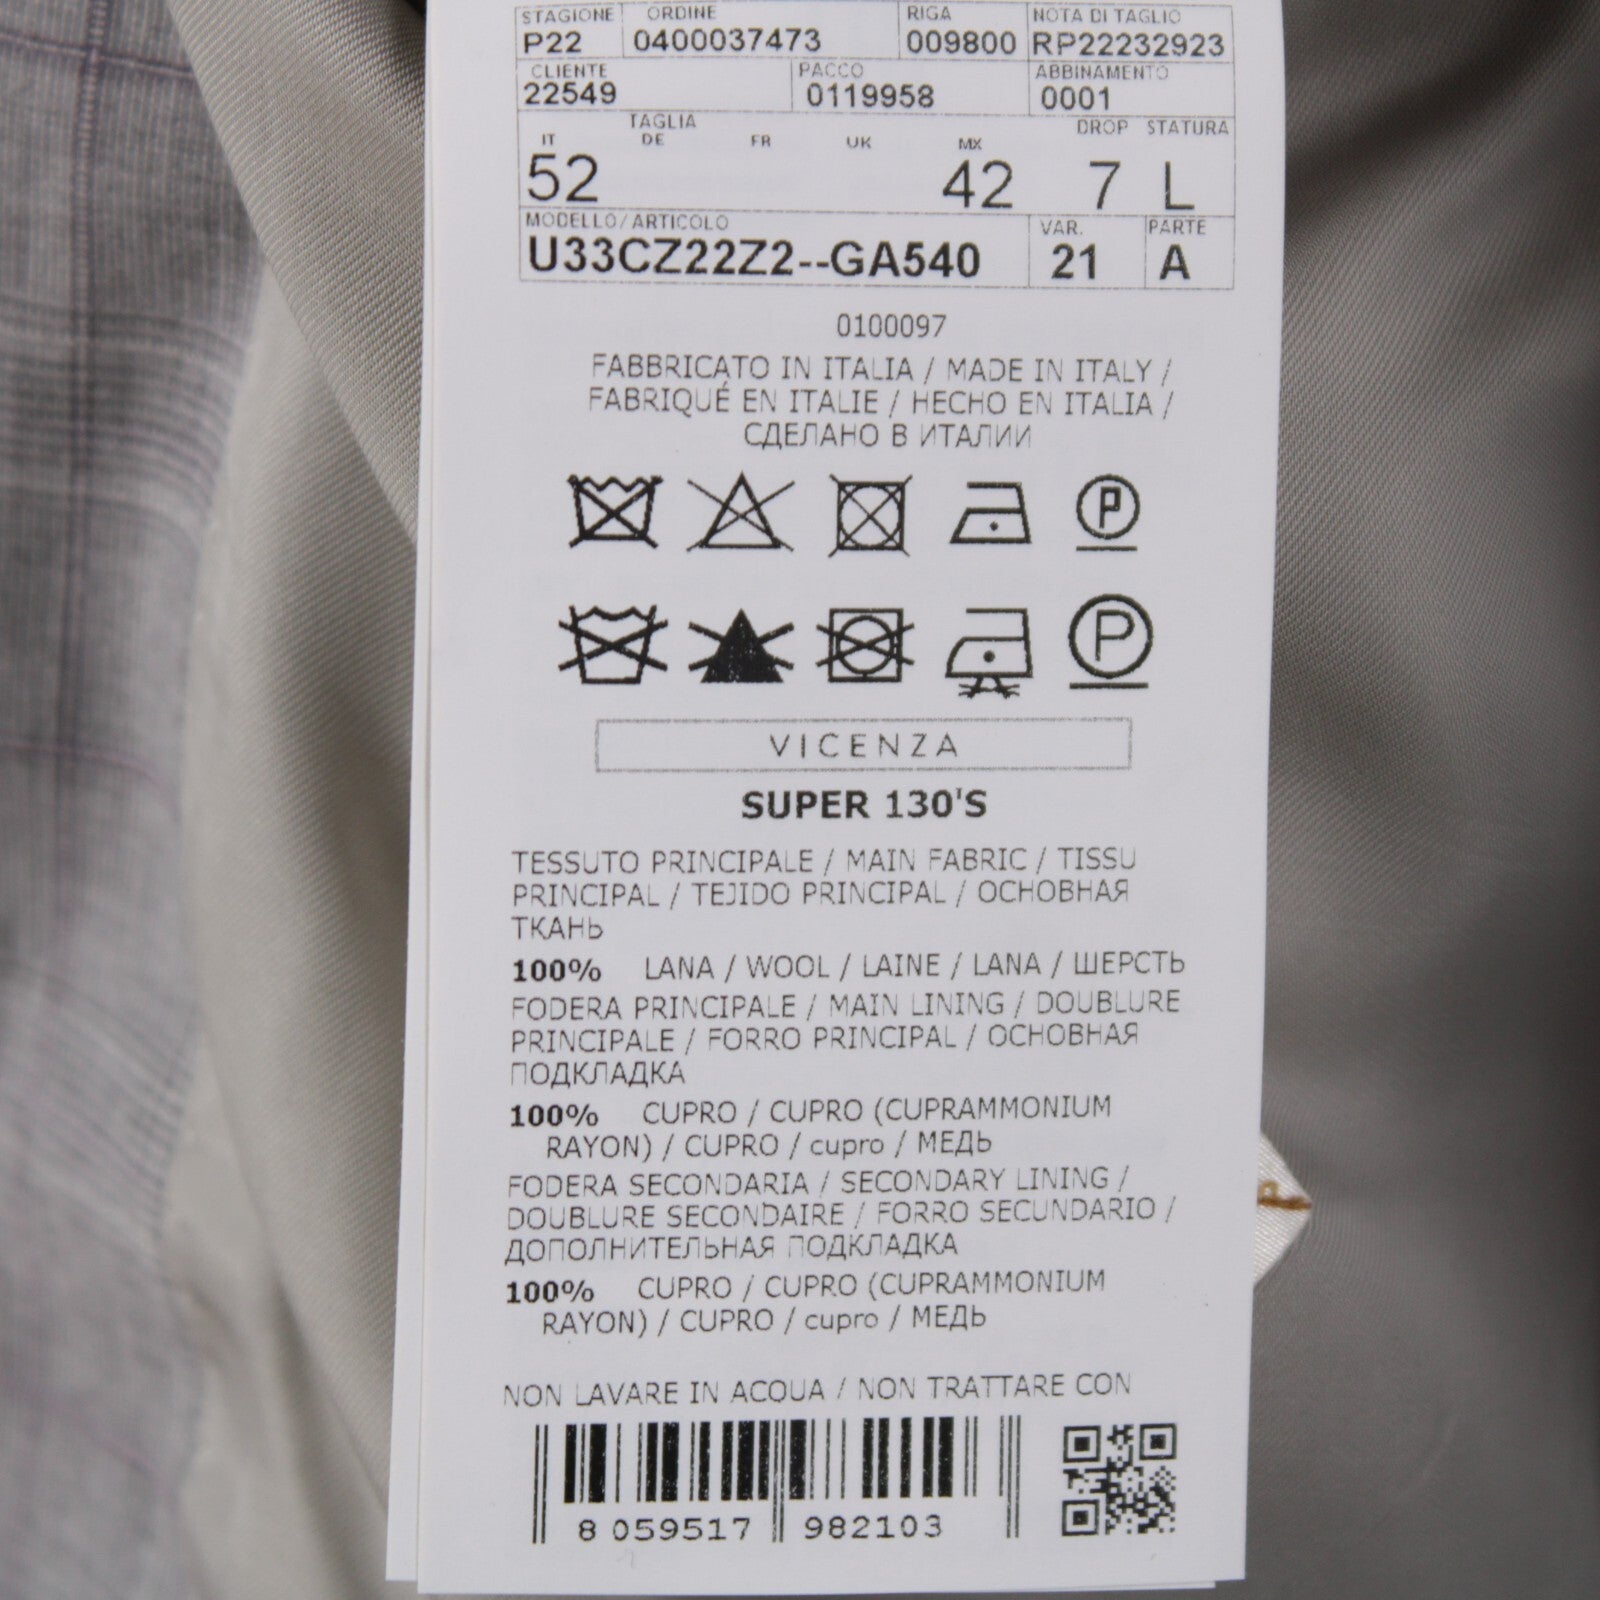 STAGIONE ORDINE RIGA NOTA DI TAGLIO
P22 0400037473 009800 RP22232923
CLIENTE PACCO ABBINAMENTO
22549 0119958 0001
TAGLIA DROP STATURA
IT DE FR UK MX
52 42 7 L
MODELLO/ARTICOLO VAR. PARTE
U33CZ22Z2--GA540 21 A
0100097
FABBRICATO IN ITALIA / MADE IN ITALY /
FABRIQUÉ EN ITALIE / HECHO EN ITALIA /
СДЕЛАНО В ИТАЛИИ
P
P
VICENZA
SUPER 130'S
TESSUTO PRINCIPALE / MAIN FABRIC / TISSU
PRINCIPAL / TEJIDO PRINCIPAL / ОСНОВНАЯ
ТКАНЬ
100% LANA / WOOL / LAINE / LANA / ШЕРСТЬ
FODERA PRINCIPALE / MAIN LINING / DOUBLURE
PRINCIPALE / FORRO PRINCIPAL / ОСНОВНАЯ
ПОДКЛАДКА
100% CUPRO / CUPRO (CUPRAMMONIUM
RAYON) / CUPRO / cupro / МЕДЬ
FODERA SECONDARIA / SECONDARY LINING /
DOUBLURE SECONDAIRE / FORRO SECUNDARIO /
ДОПОЛНИТЕЛЬНАЯ ПОДКЛАДКА
100% CUPRO / CUPRO (CUPRAMMONIUM
RAYON) / CUPRO / cupro / МЕДЬ
NON LAVARE IN ACQUA / NON TRATTARE CON
8 059517 982103